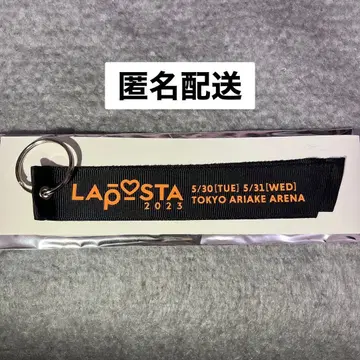 匿名配送
LAPOSTA
2023
5/30[TUE] 5/31[WED]
TOKYO ARIAKE ARENA